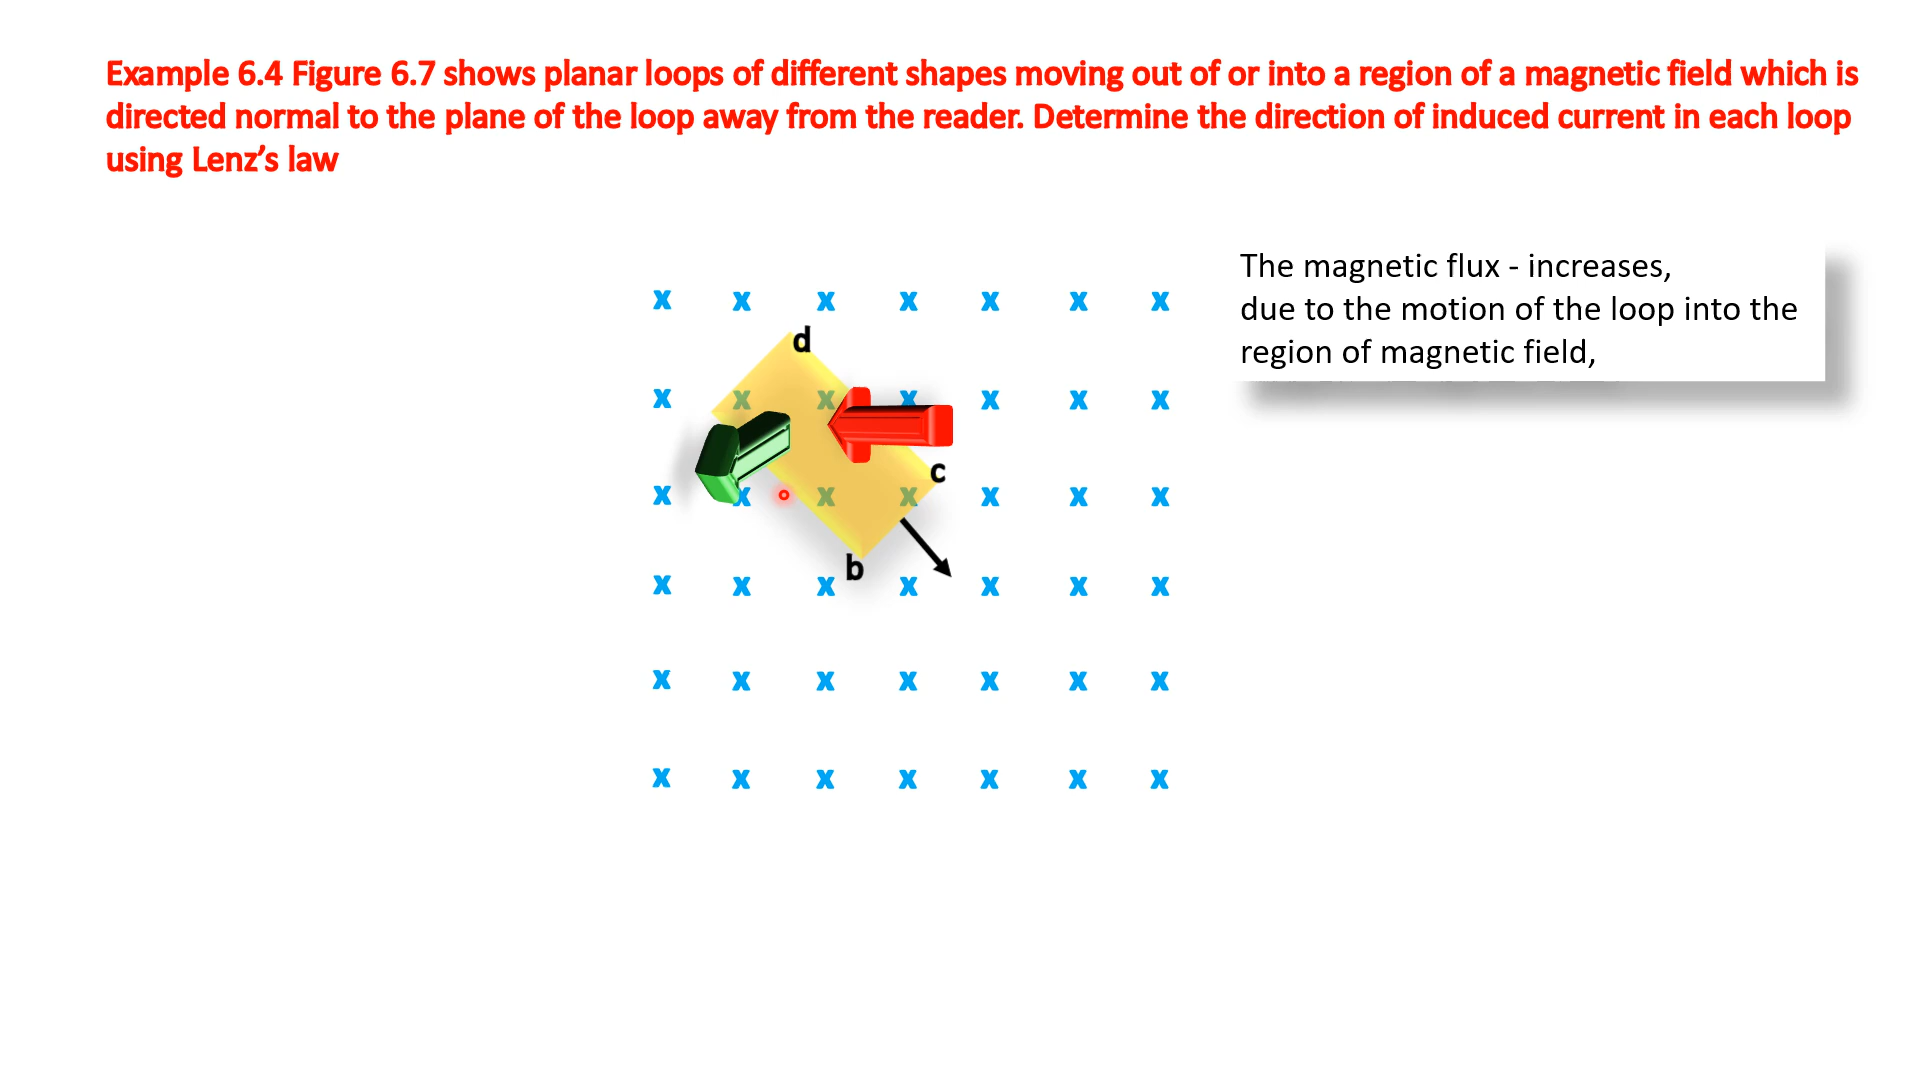 Example 6.4 Figure 6.7 shows planar loops of different shapes moving out of or into a region of a magnetic field which is
directed normal to the plane of the loop away from the reader. Determine the direction of induced current in each loop
using Lenz’s law
The magnetic flux - increases,
due to the motion of the loop into the
region of magnetic field,
x x x x x x x
d
x x x x x x x
c
x x x x x x x
b
x x x x x x x
x x x x x x x
x x x x x x x